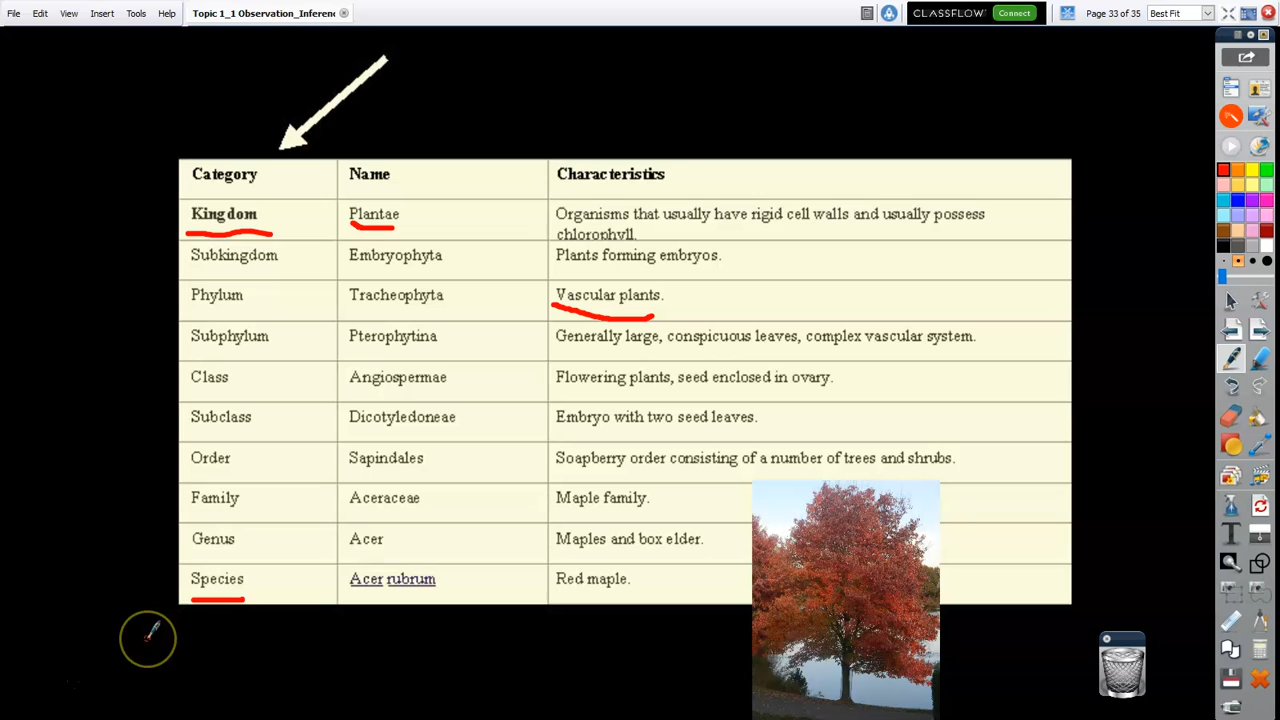 File Edit View Insert Tools Help Topic 1_1 Observation_Inferen CLASSFLOW Connect Page 33 of 35 Best Fit
Category Name Characteristics
Kingdom Plantae Organisms that usually have rigid cell walls and usually possess
chlorophyll.
Subkingdom Embryophyta Plants forming embryos.
Phylum Tracheophyta Vascular plants.
Subphylum Pterophytina Generally large, conspicuous leaves, complex vascular system.
Class Angiospermae Flowering plants, seed enclosed in ovary.
Subclass Dicotyledoneae Embryo with two seed leaves.
Order Sapindales Soapberry order consisting of a number of trees and shrubs.
Family Aceraceae Maple family.
Genus Acer Maples and box elder.
Species Acer rubrum Red maple.